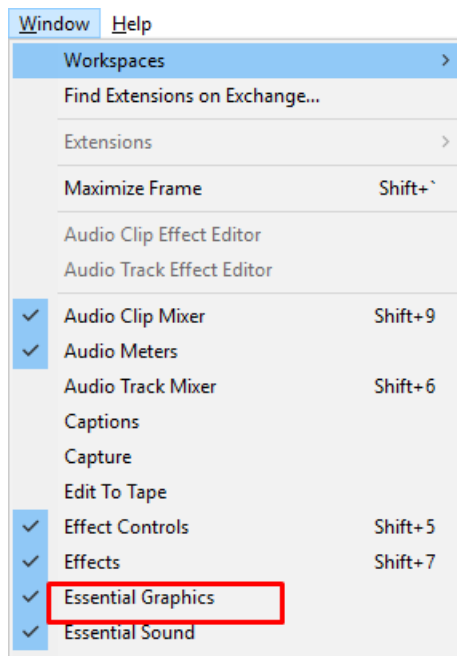 Window Help
Workspaces
Find Extensions on Exchange...
Extensions
Maximize Frame Shift+`
Audio Clip Effect Editor
Audio Track Effect Editor
Audio Clip Mixer Shift+9
Audio Meters
Audio Track Mixer Shift+6
Captions
Capture
Edit To Tape
Effect Controls Shift+5
Effects Shift+7
Essential Graphics
Essential Sound